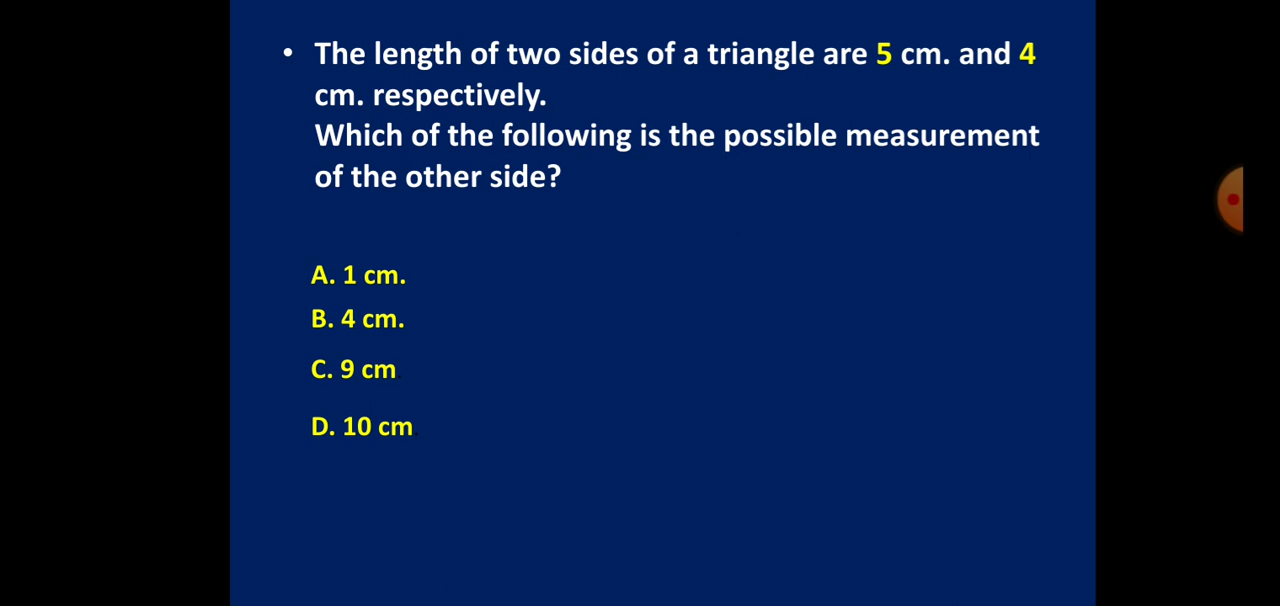 • The length of two sides of a triangle are 5 cm. and 4
cm. respectively.
Which of the following is the possible measurement
of the other side?
A. 1 cm.
B. 4 cm.
C. 9 cm
D. 10 cm